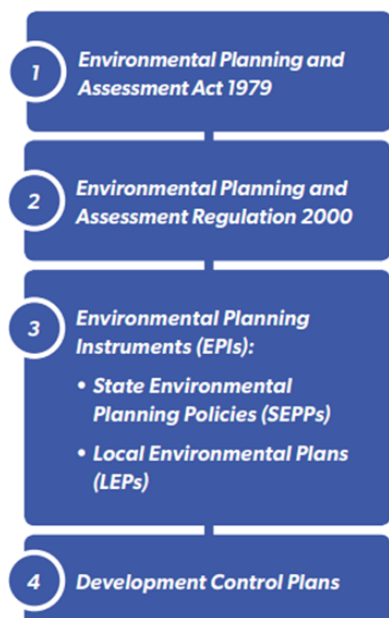 1
Environmental Planning and
Assessment Act 1979
2
Environmental Planning and
Assessment Regulation 2000
3
Environmental Planning
Instruments (EPIs):
• State Environmental
Planning Policies (SEPPs)
• Local Environmental Plans
(LEPs)
4
Development Control Plans